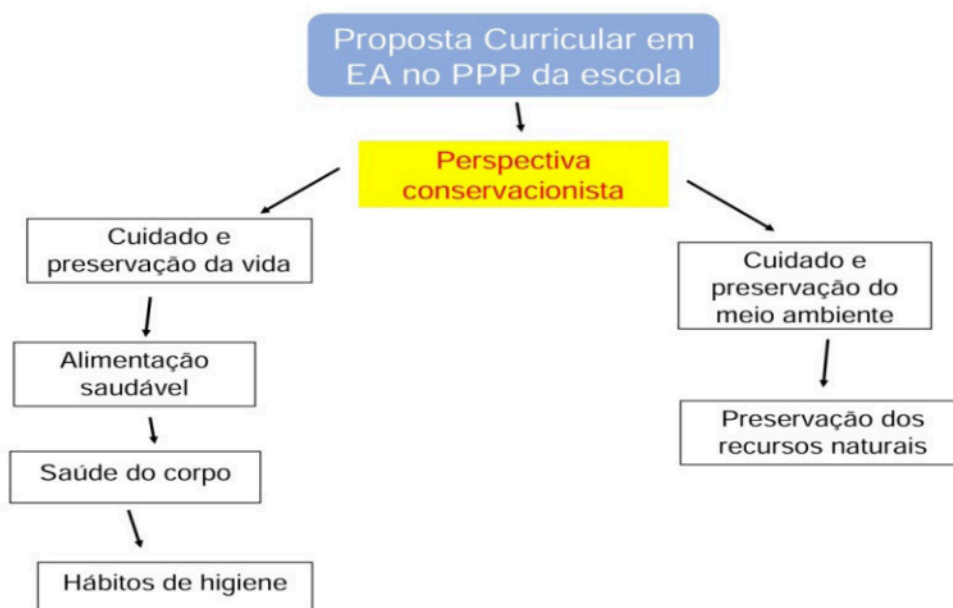 Proposta Curricular em
EA no PPP da escola
Perspectiva
conservacionista
Cuidado e
preservação da vida
Alimentação
saudável
Saúde do corpo
Hábitos de higiene
Cuidado e
preservação do
meio ambiente
Preservação dos
recursos naturais